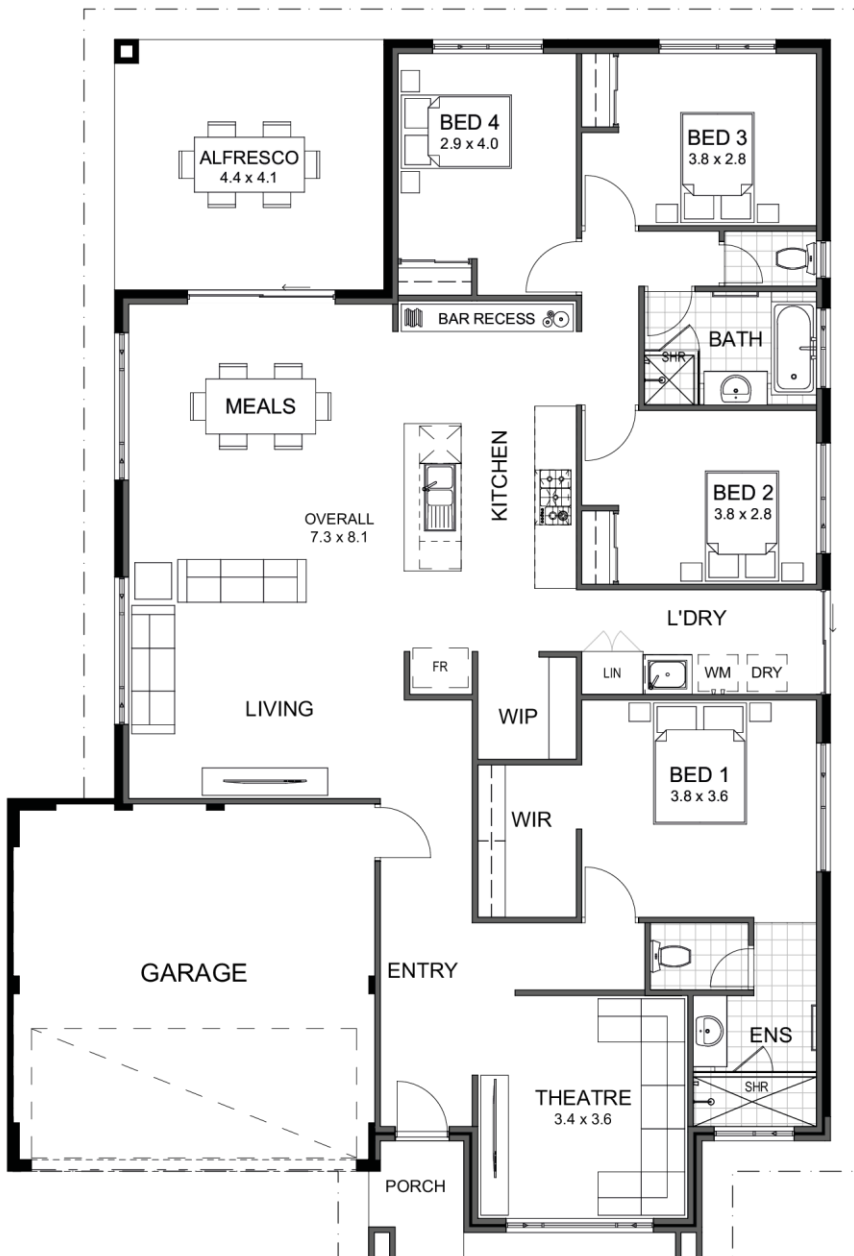 ALFRESCO
4.4 x 4.1
BED 4
2.9 x 4.0
BED 3
3.8 x 2.8
BAR RECESS
BATH
SHR
MEALS
KITCHEN
OVERALL
7.3 x 8.1
BED 2
3.8 x 2.8
L'DRY
FR
LIN
WM
DRY
LIVING
WIP
BED 1
3.8 x 3.6
WIR
GARAGE
ENTRY
ENS
SHR
THEATRE
3.4 x 3.6
PORCH